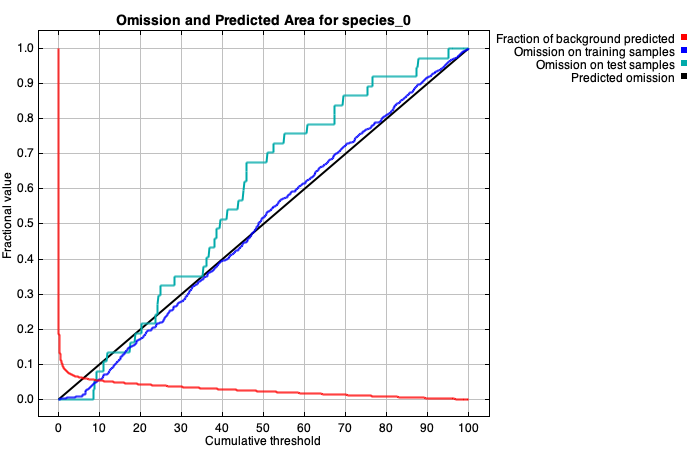 Omission and Predicted Area for species_0
Fraction of background predicted
Omission on training samples
Omission on test samples
Predicted omission
1.0
0.9
0.8
0.7
0.6
0.5
0.4
0.3
0.2
0.1
0.0
Fractional value
0 10 20 30 40 50 60 70 80 90 100
Cumulative threshold